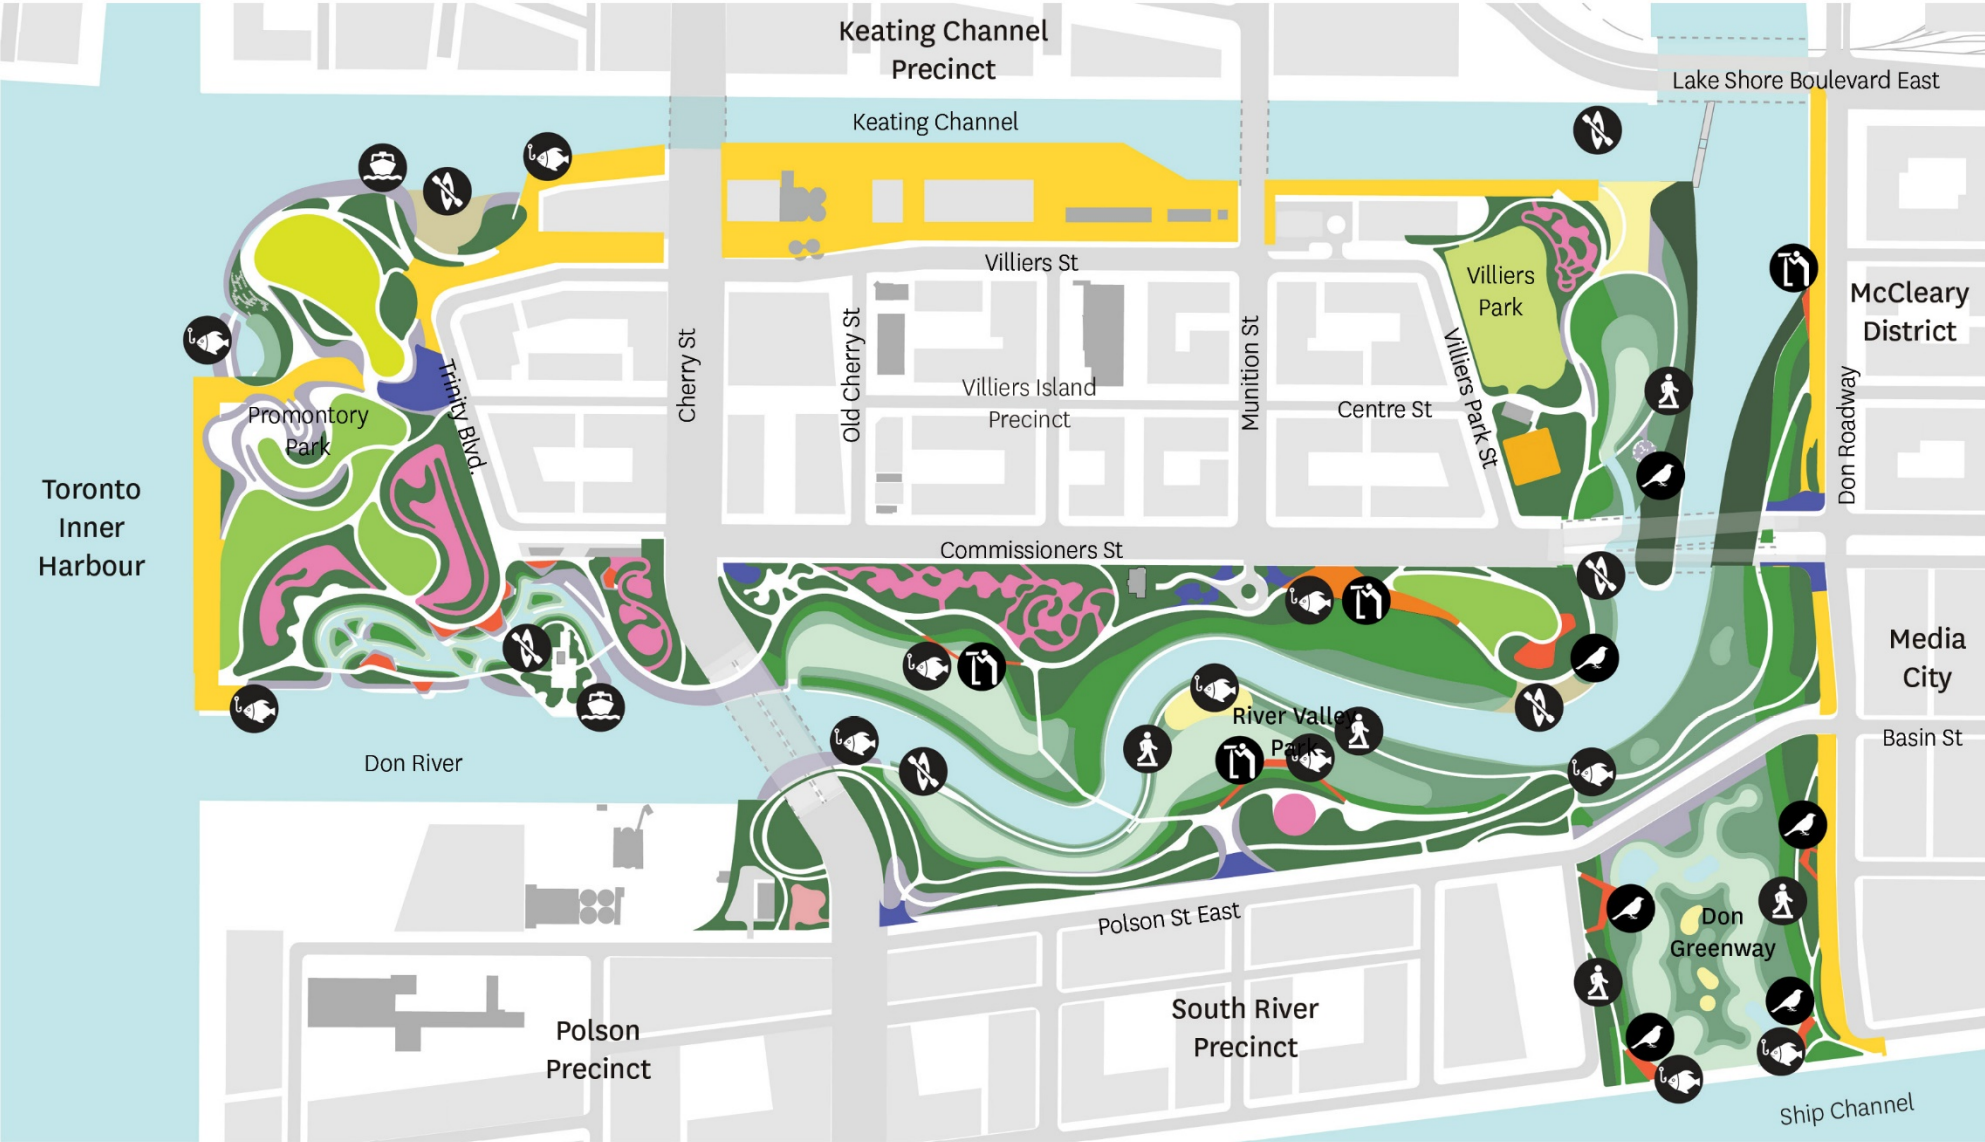 Keating Channel
Precinct
Lake Shore Boulevard East
Keating Channel
Villiers St
Villiers
Park
McCleary
District
Cherry St
Old Cherry St
Munition St
Villiers Park St
Trinity Blvd.
Villiers Island
Precinct
Centre St
Don Roadway
Promontory
Park
Toronto
Inner
Harbour
Commissioners St
Media
City
River Valley
Park
Basin St
Don River
Polson St East
Don
Greenway
South River
Precinct
Polson
Precinct
Ship Channel